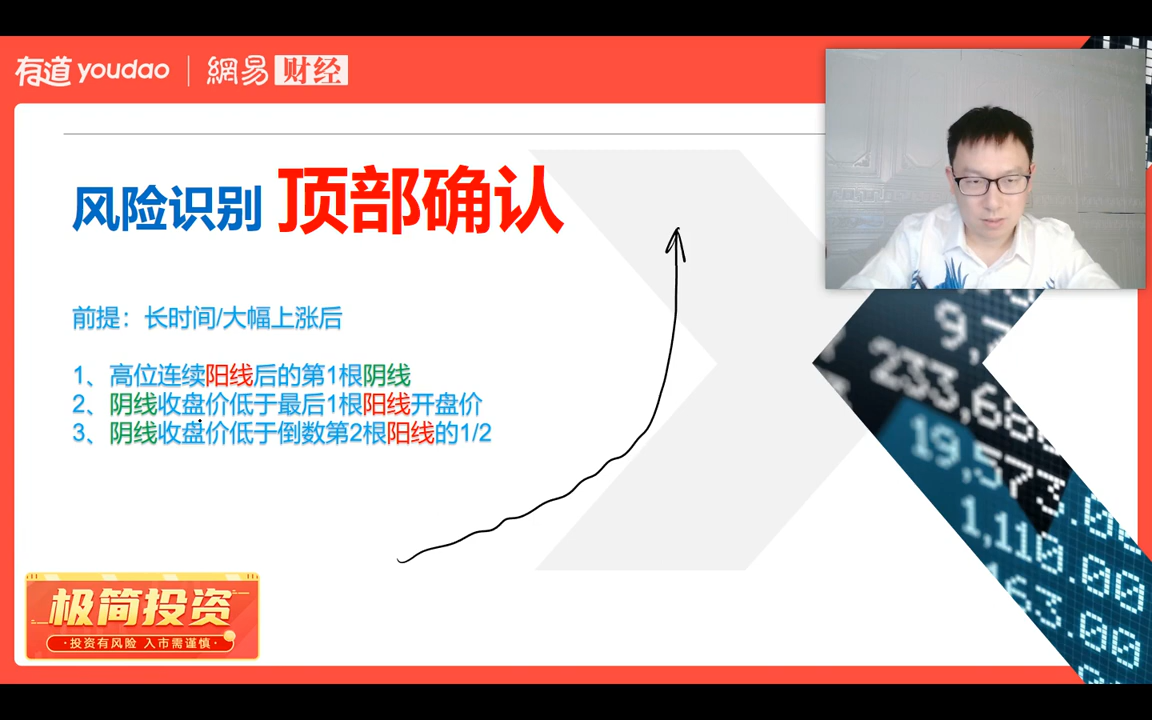 有道 youdao 網易 财经
风险识别 顶部确认
前提：长时间/大幅上涨后
1、高位连续阳线后的第1根阴线
2、阴线收盘价低于最后1根阳线开盘价
3、阴线收盘价低于倒数第2根阳线的1/2
极简投资
·投资有风险 入市需谨慎·
233,68
19,573.00
1,110.00
163.00